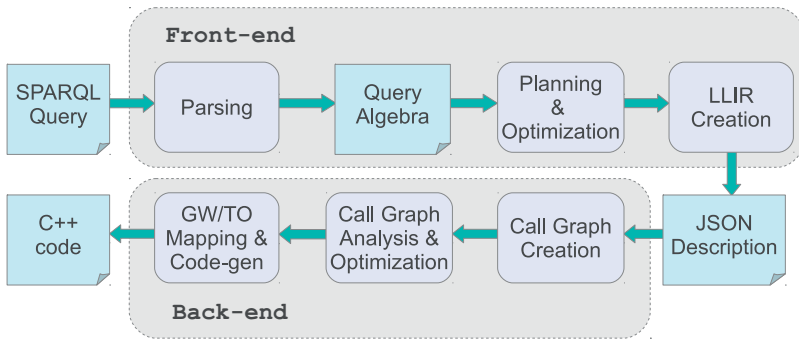 Front-end
SPARQL
Query
Parsing
Query
Algebra
Planning
&
Optimization
LLIR
Creation
C++
code
GW/TO
Mapping &
Code-gen
Call Graph
Analysis &
Optimization
Call Graph
Creation
JSON
Description
Back-end